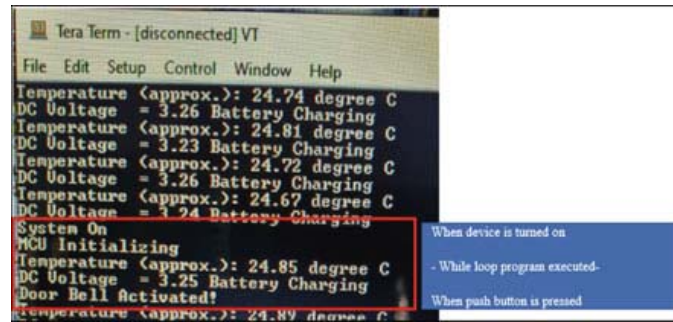 Tera Term - [disconnected] VT
File Edit Setup Control Window Help
Temperature (approx.): 24.74 degree C
DC Voltage = 3.26 Battery Charging
Temperature (approx.): 24.81 degree C
DC Voltage = 3.23 Battery Charging
Temperature (approx.): 24.72 degree C
DC Voltage = 3.26 Battery Charging
Temperature (approx.): 24.67 degree C
DC Voltage = 3.24 Battery Charging
System On
MCU Initializing
Temperature (approx.): 24.85 degree C
DC Voltage = 3.25 Battery Charging
Door Bell Activated!
Temperature (approx.): 24.89 degree C
When device is turned on
- While loop program executed-
When push button is pressed